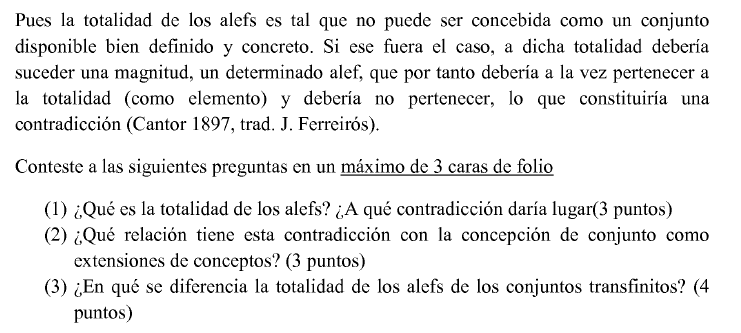 Pues la totalidad de los alefs es tal que no puede ser concebida como un conjunto
disponible bien definido y concreto. Si ese fuera el caso, a dicha totalidad debería
suceder una magnitud, un determinado alef, que por tanto debería a la vez pertenecer a
la totalidad (como elemento) y debería no pertenecer, lo que constituiría una
contradicción (Cantor 1897, trad. J. Ferreirós).
Conteste a las siguientes preguntas en un máximo de 3 caras de folio
(1) ¿Qué es la totalidad de los alefs? ¿A qué contradicción daría lugar(3 puntos)
(2) ¿Qué relación tiene esta contradicción con la concepción de conjunto como
extensiones de conceptos? (3 puntos)
(3) ¿En qué se diferencia la totalidad de los alefs de los conjuntos transfinitos? (4
puntos)